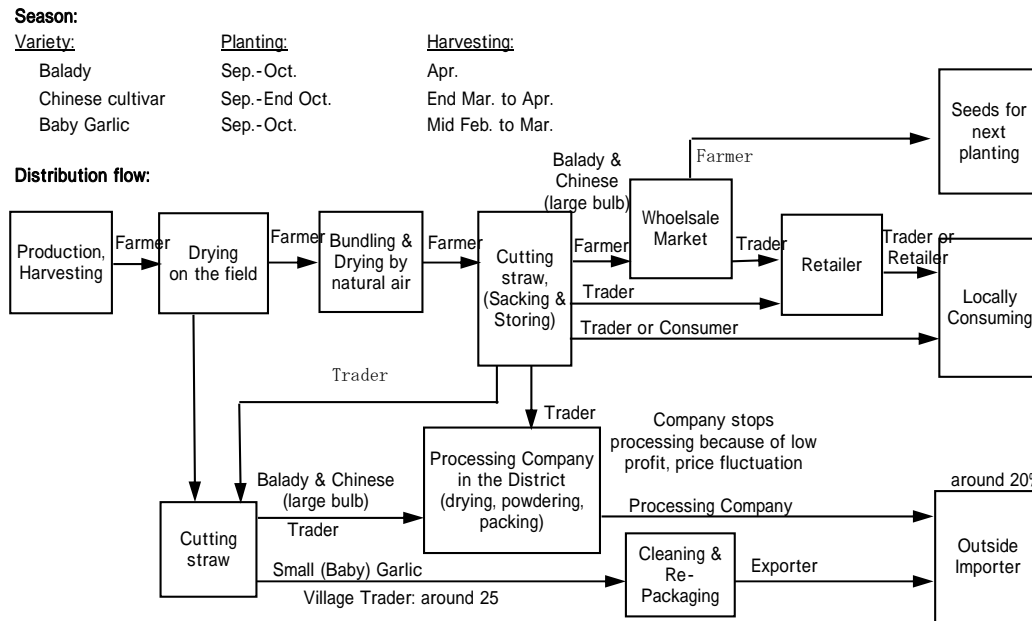 Season:
Variety: Planting: Harvesting:
Balady Sep.-Oct. Apr.
Chinese cultivar Sep.-End Oct. End Mar. to Apr.
Baby Garlic Sep.-Oct. Mid Feb. to Mar.
Distribution flow:
Production,
Harvesting
Farmer
Drying
on the field
Farmer
Bundling &
Drying by
natural air
Farmer
Cutting
straw,
(Sacking &
Storing)
Balady &
Chinese
(large bulb)
Farmer
Whoelsale
Market
Farmer
Seeds for
next
planting
Trader
Retailer
Trader or
Retailer
Locally
Consuming
Trader
Trader or Consumer
Trader
Trader
Cutting
straw
Balady & Chinese
(large bulb)
Trader
Processing Company
in the District
(drying, powdering,
packing)
Company stops
processing because of low
profit, price fluctuation
Processing Company
around 20%
Outside
Importer
Small (Baby) Garlic
Village Trader: around 25
Cleaning &
Re-
Packaging
Exporter